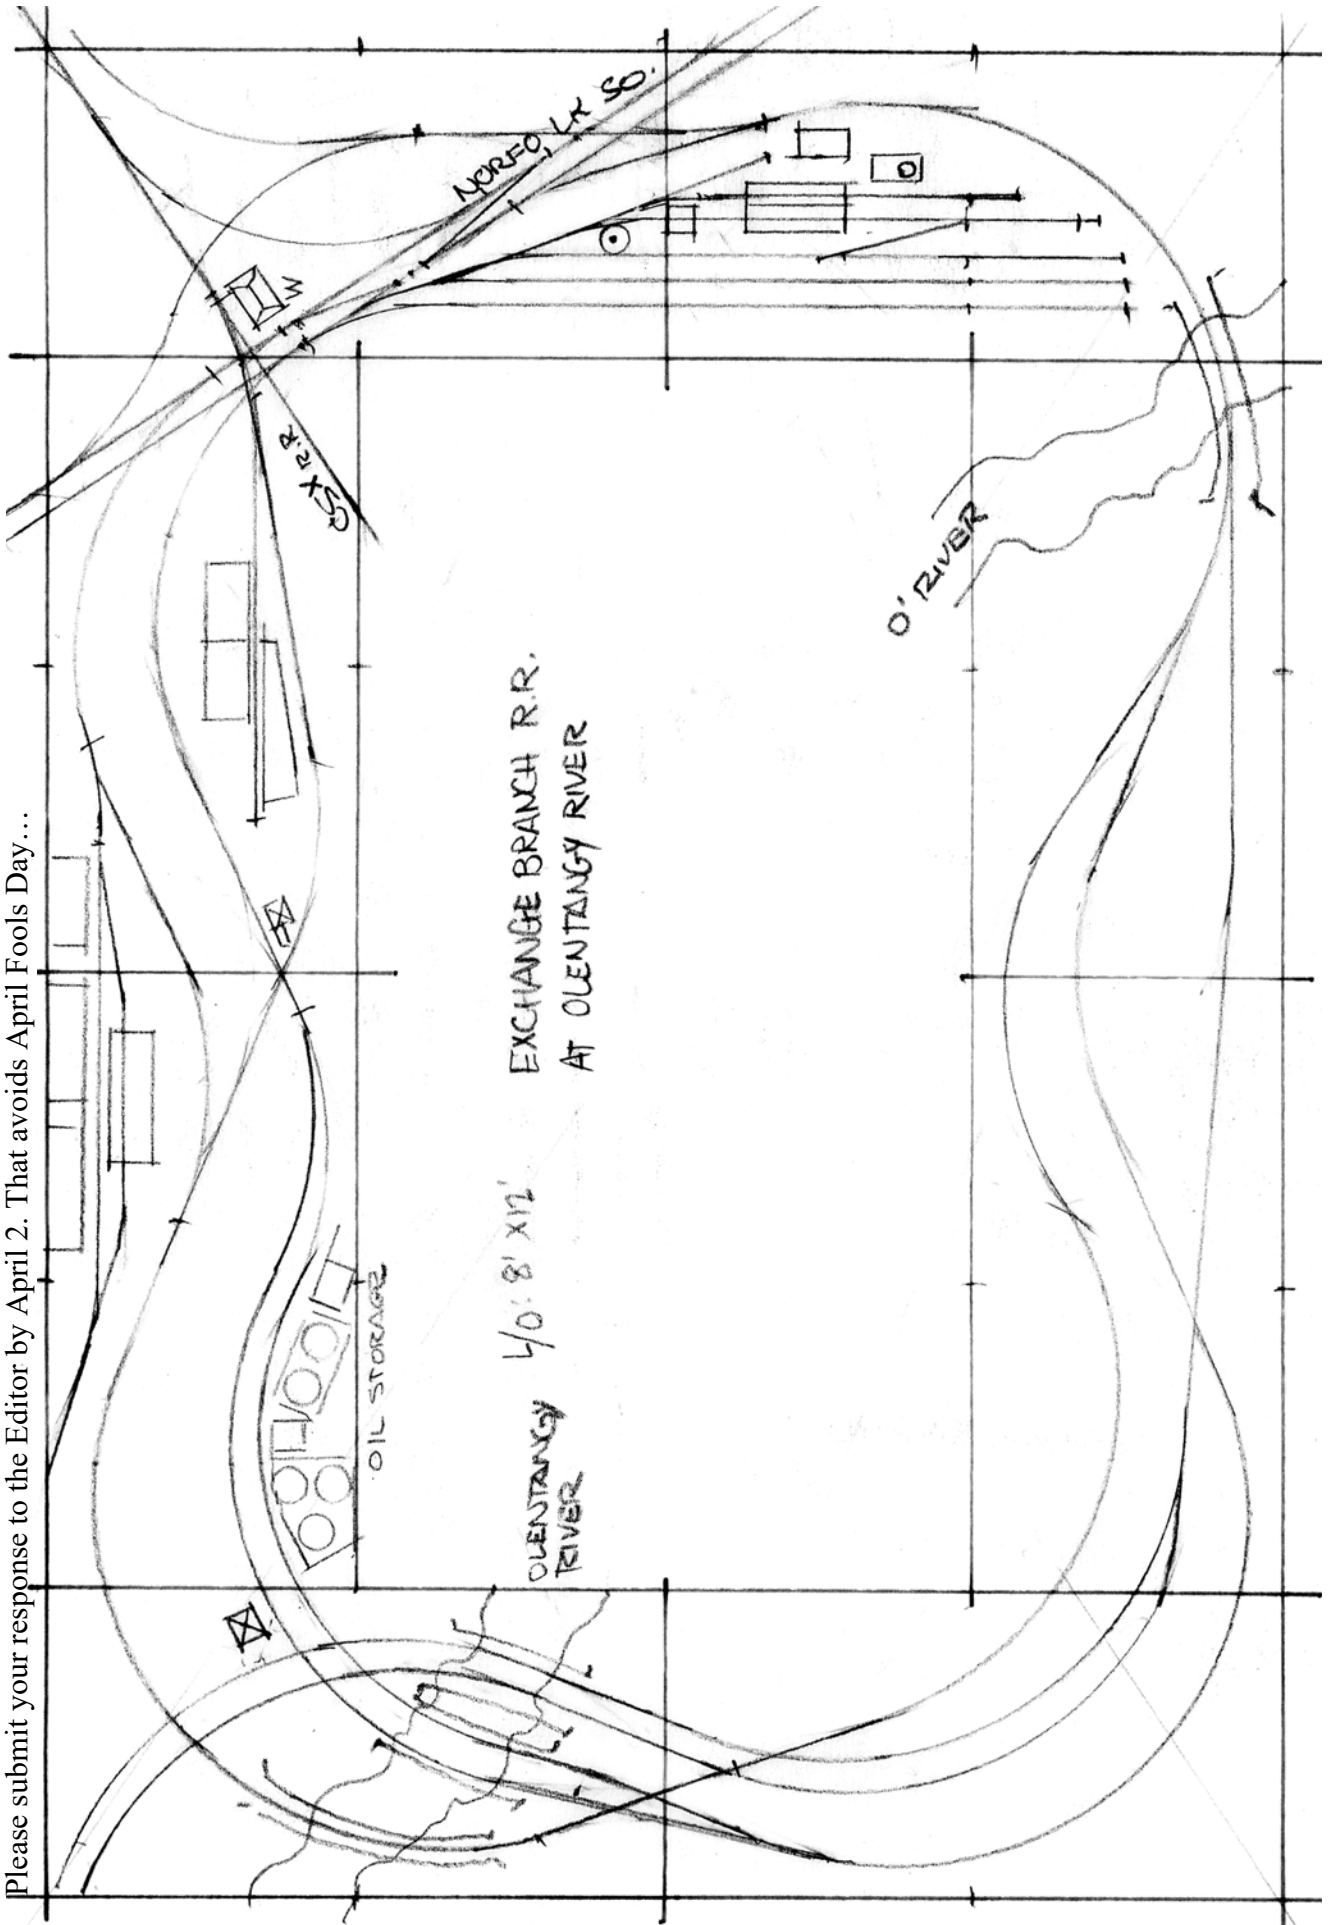 Please submit your response to the Editor by April 2. That avoids April Fools Day…
NORFO, LK SO.
W
CSX R.R
O' RIVER
EXCHANGE BRANCH R.R.
AT OLENTANGY RIVER
L/O: 8' X12'
OIL STORAGE
OLENTANGY
RIVER